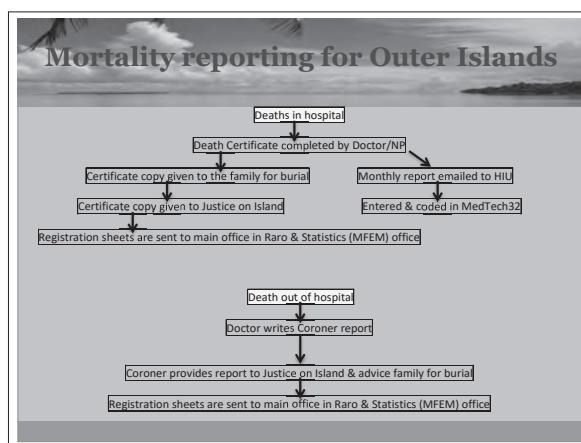 Mortality reporting for Outer Islands
Deaths in hospital
Death Certificate completed by Doctor/NP
Certificate copy given to the family for burial
Monthly report emailed to HIU
Certificate copy given to Justice on Island
Entered & coded in MedTech32
Registration sheets are sent to main office in Raro & Statistics (MFEM) office
Death out of hospital
Doctor writes Coroner report
Coroner provides report to Justice on Island & advice family for burial
Registration sheets are sent to main office in Raro & Statistics (MFEM) office